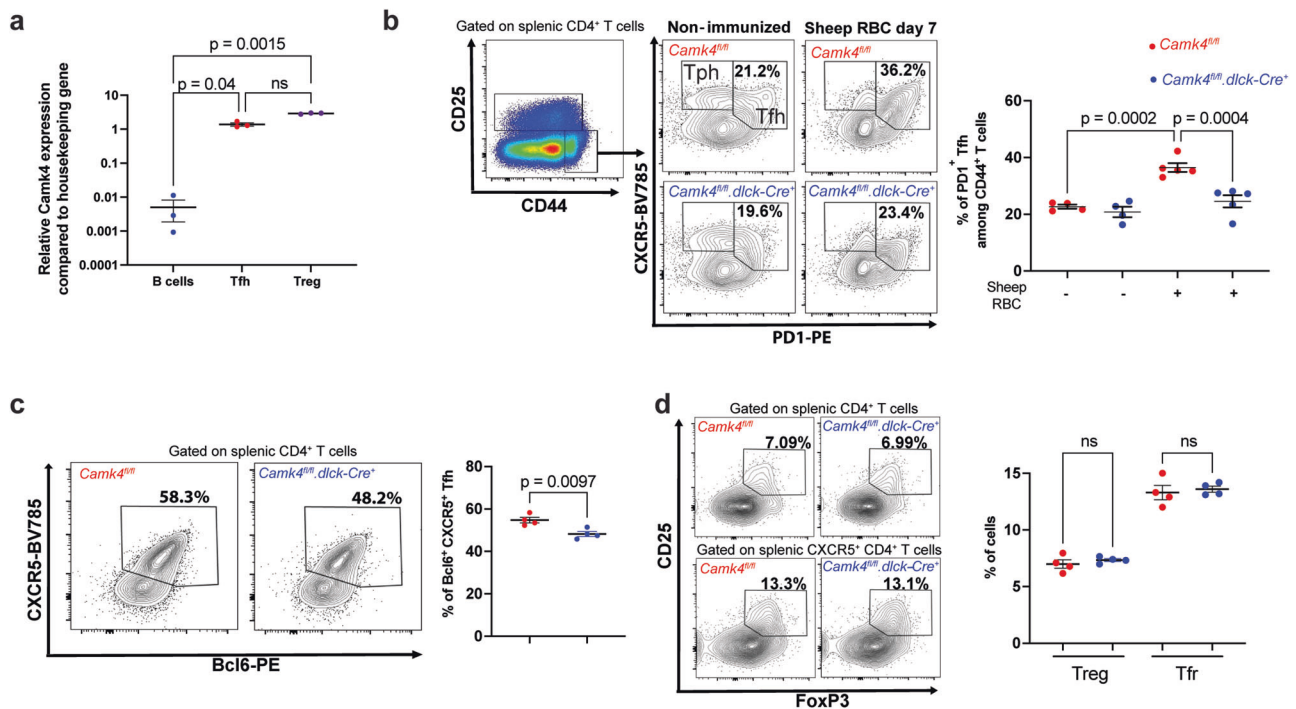 a
p = 0.0015
p = 0.04
ns
Relative Camk4 expression
compared to housekeeping gene
10
1
0.1
0.01
0.001
0.0001
B cells
Tfh
Treg
b
Gated on splenic CD4+ T cells
CD25
CD44
Non-immunized
Sheep RBC day 7
Camk4fl/fl
Camk4fl/fl
Tph
21.2%
Tfh
36.2%
Camk4fl/fl.dlck-Cre+
Camk4fl/fl.dlck-Cre+
19.6%
23.4%
CXCR5-BV785
PD1-PE
Camk4fl/fl
Camk4fl/fl.dlck-Cre+
p = 0.0002
p = 0.0004
% of PD1+ Tfh
among CD44+ T cells
60
40
20
0
Sheep
RBC
-
-
+
+
c
Gated on splenic CD4+ T cells
Camk4fl/fl
58.3%
Camk4fl/fl.dlck-Cre+
48.2%
CXCR5-BV785
Bcl6-PE
p = 0.0097
% of Bcl6+ CXCR5+ Tfh
80
60
40
20
0
d
Gated on splenic CD4+ T cells
Camk4fl/fl
7.09%
Camk4fl/fl.dlck-Cre+
6.99%
Gated on splenic CXCR5+ CD4+ T cells
Camk4fl/fl
13.3%
Camk4fl/fl.dlck-Cre+
13.1%
CD25
FoxP3
ns
ns
% of cells
15
10
5
0
Treg
Tfr